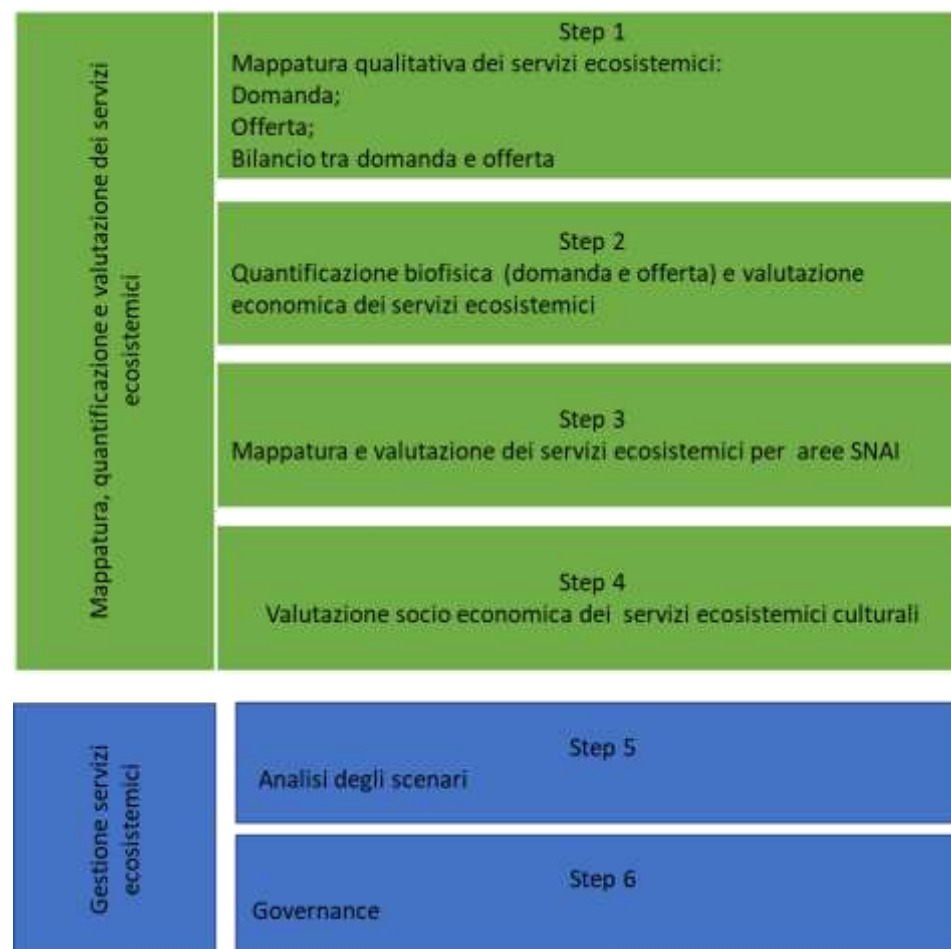 Mappatura, quantificazione e valutazione dei servizi
ecosistemici
Step 1
Mappatura qualitativa dei servizi ecosistemici:
Domanda;
Offerta;
Bilancio tra domanda e offerta
Step 2
Quantificazione biofisica (domanda e offerta) e valutazione
economica dei servizi ecosistemici
Step 3
Mappatura e valutazione dei servizi ecosistemici per aree SNAI
Step 4
Valutazione socio economica dei servizi ecosistemici culturali
Gestione servizi
ecosistemici
Step 5
Analisi degli scenari
Step 6
Governance